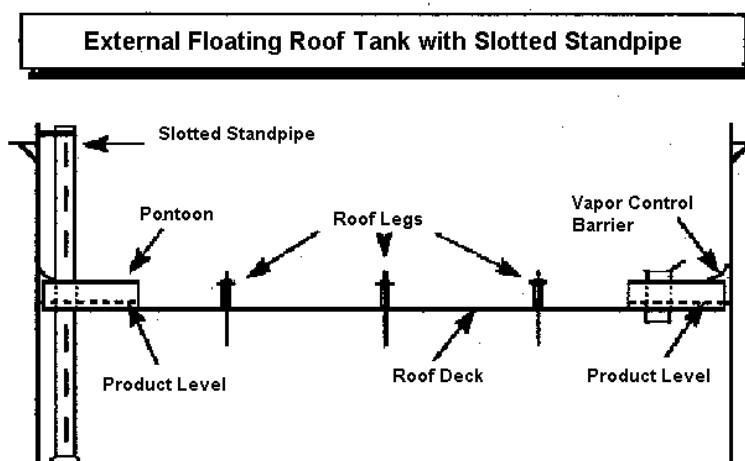 External Floating Roof Tank with Slotted Standpipe
Slotted Standpipe
Pontoon
Roof Legs
Vapor Control
Barrier
Product Level
Roof Deck
Product Level